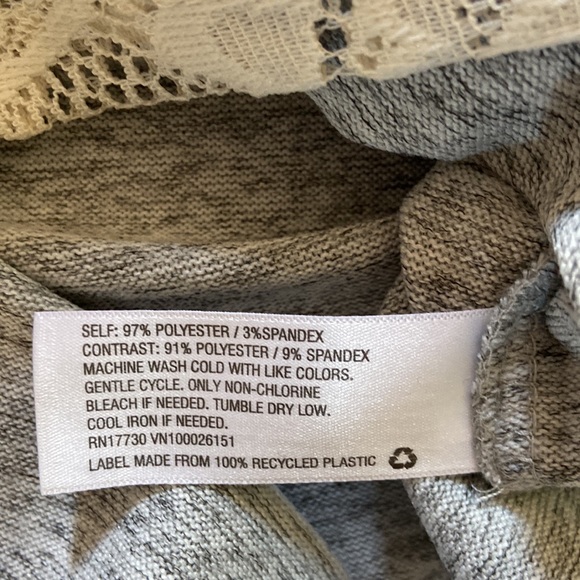 SELF: 97% POLYESTER / 3%SPANDEX
CONTRAST: 91% POLYESTER / 9% SPANDEX
MACHINE WASH COLD WITH LIKE COLORS.
GENTLE CYCLE. ONLY NON-CHLORINE
BLEACH IF NEEDED. TUMBLE DRY LOW.
COOL IRON IF NEEDED.
RN17730 VN100026151
LABEL MADE FROM 100% RECYCLED PLASTIC